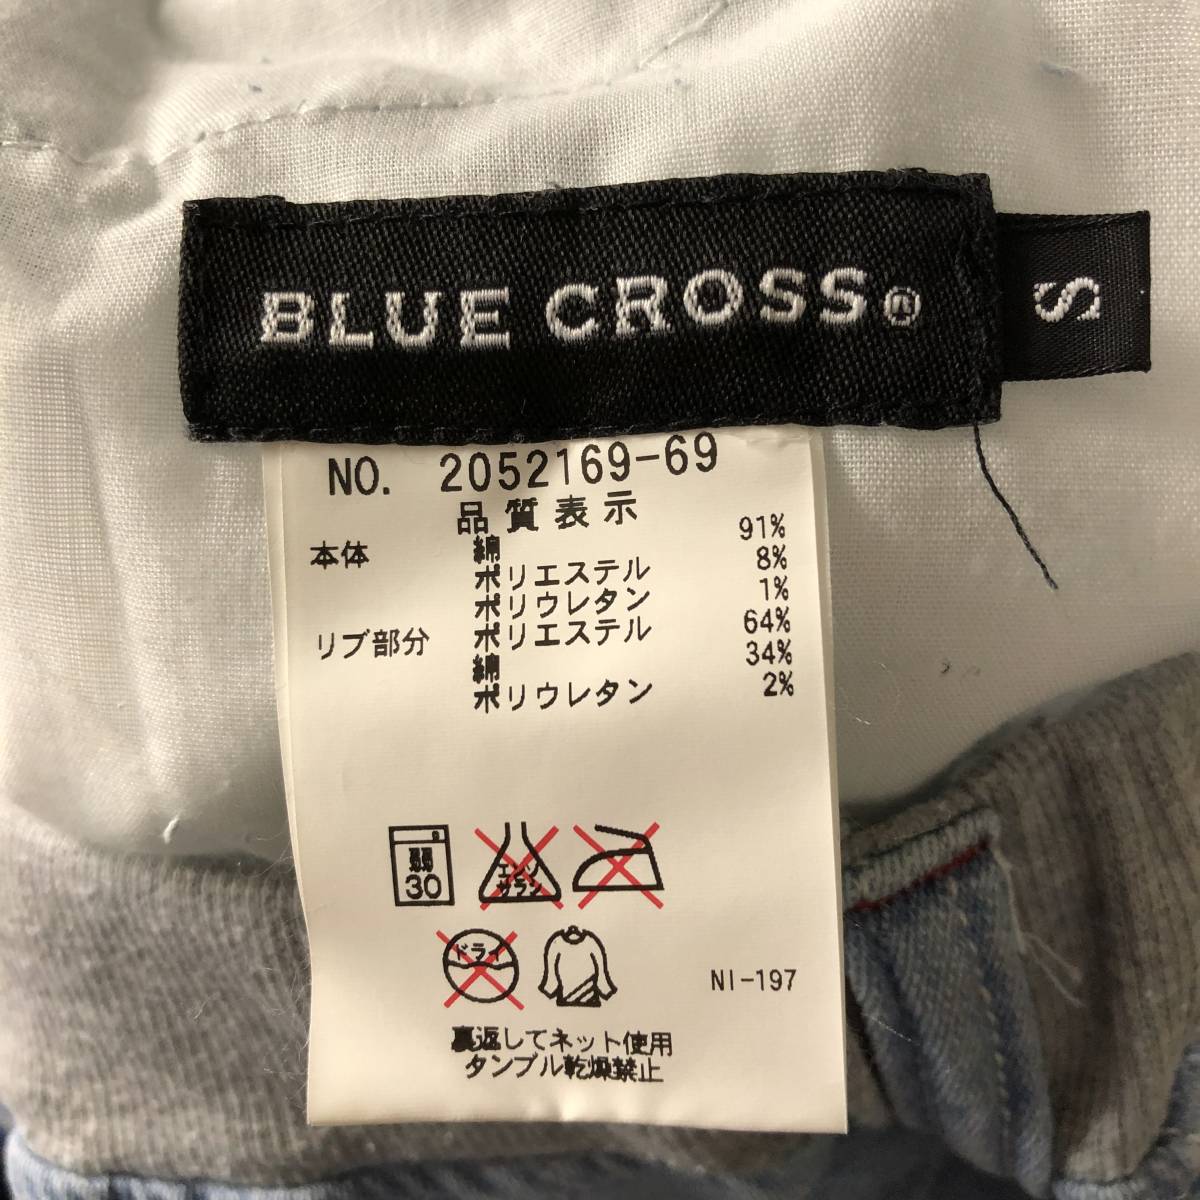 BLUE CROSS®
S
NO. 2052169-69
品質表示
本体 綿 91%
ポリエステル 8%
ポリウレタン 1%
リブ部分 ポリエステル 64%
綿 34%
ポリウレタン 2%
弱
30
エンソ
サラシ
ドライ
NI-197
裏返してネット使用
タンブル乾燥禁止